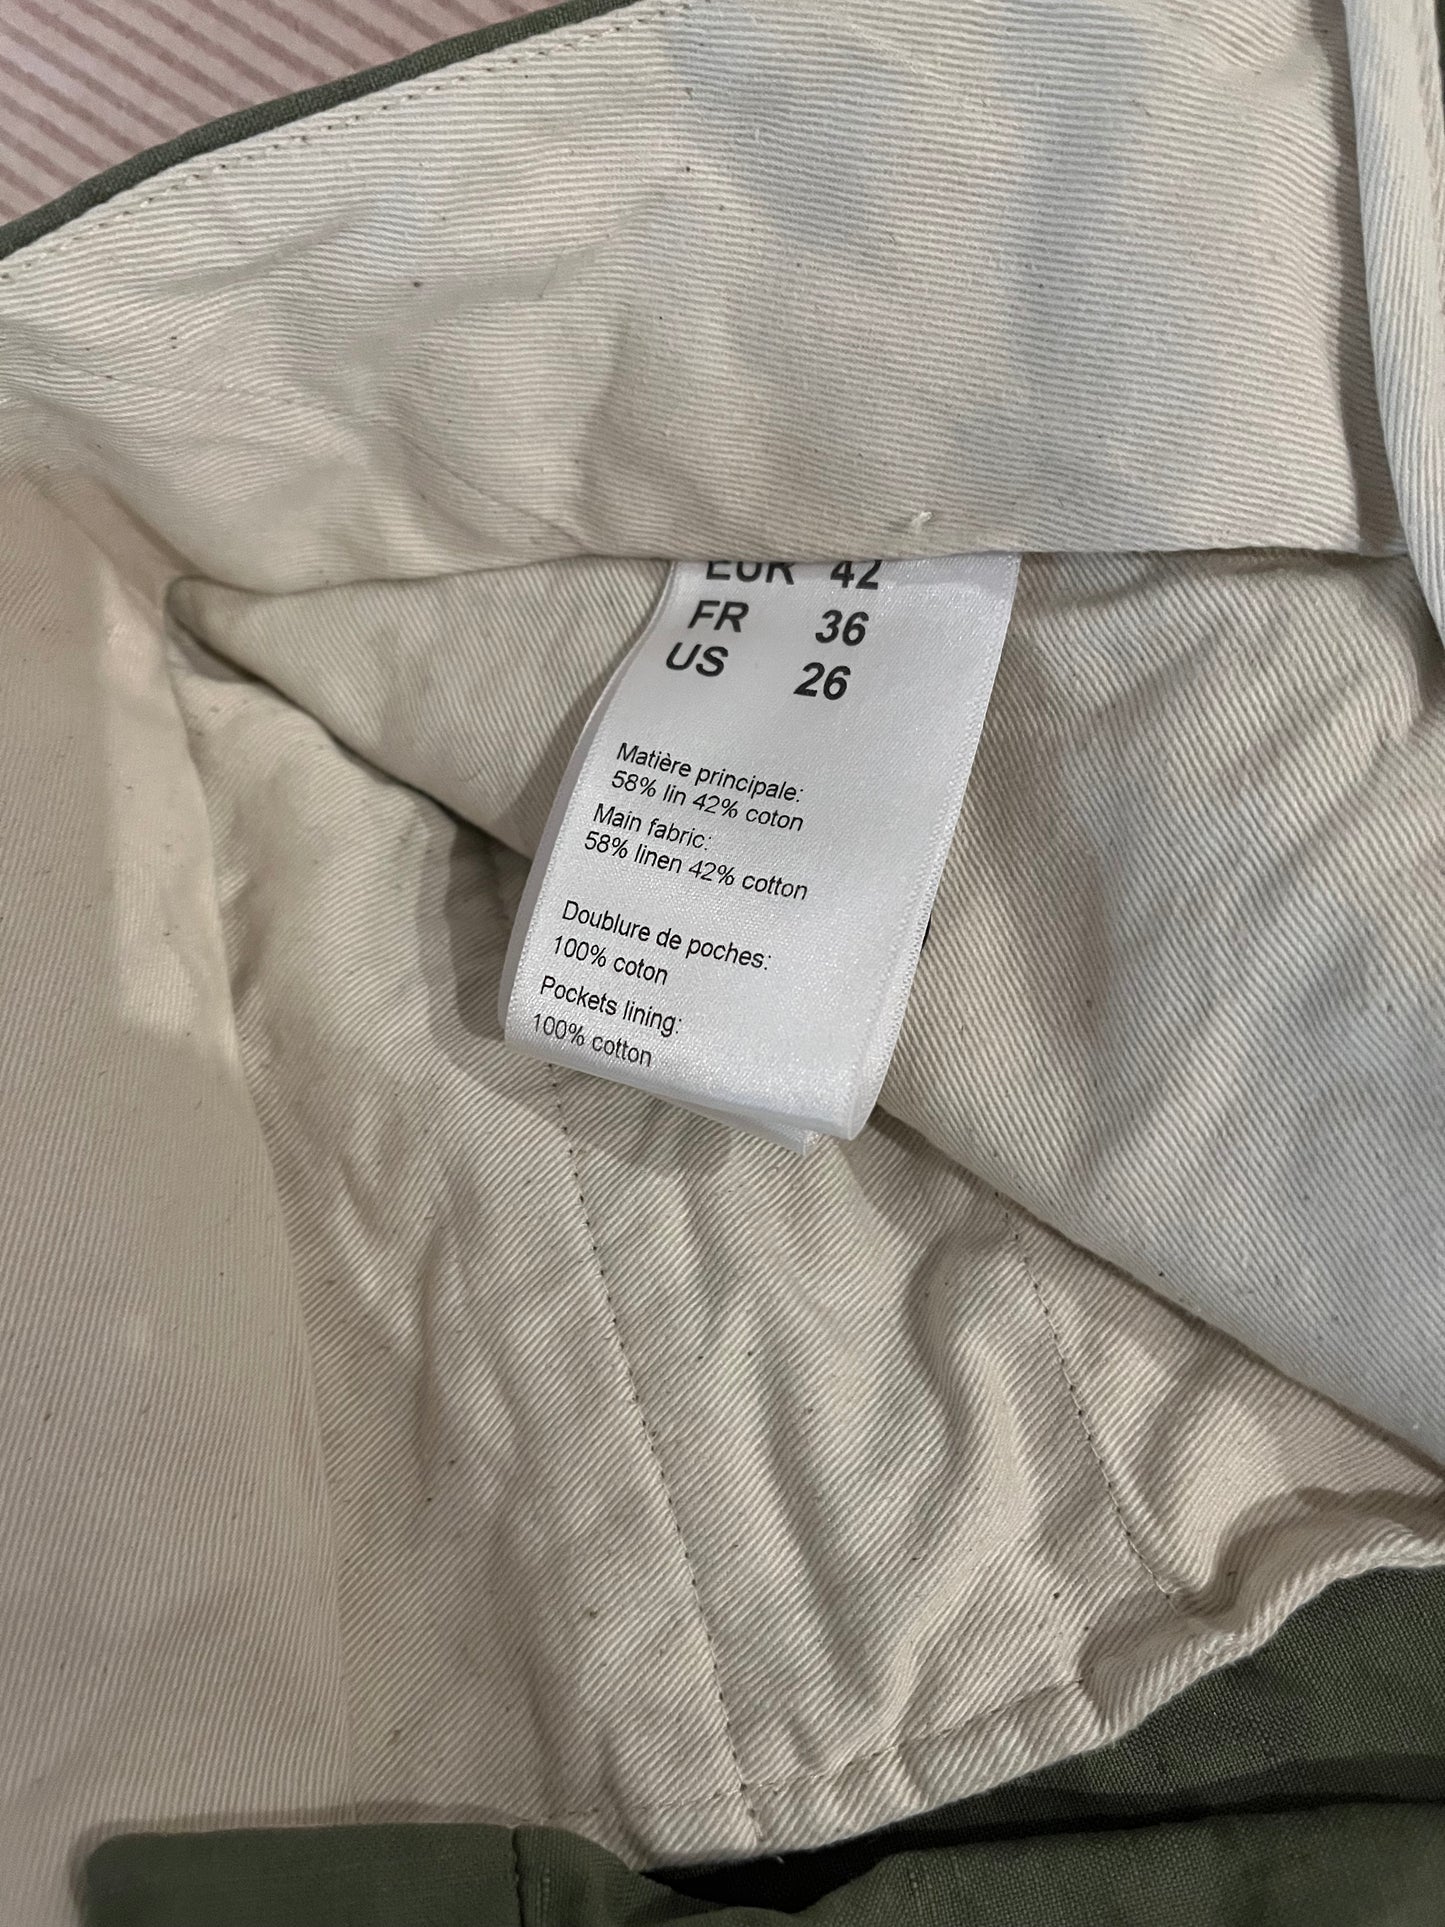 EUR 42
FR 36
US 26
Matière principale:
58% lin 42% coton
Main fabric:
58% linen 42% cotton
Doublure de poches:
100% coton
Pockets lining:
100% cotton